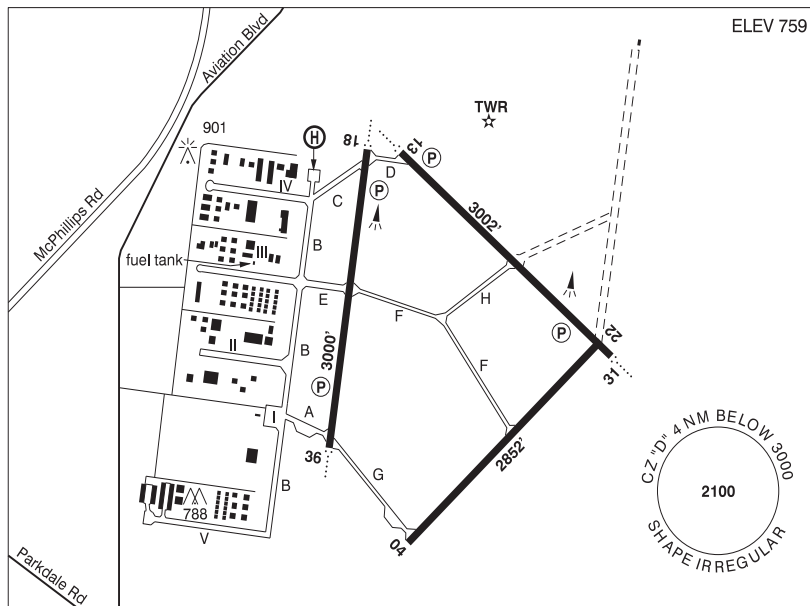 ELEV 759
Aviation Blvd
McPhillips Rd
901
H
18
13
TWR
P
D
P
IV
C
3002'
B
III
fuel tank
E
H
F
3000'
B
II
F
P
22
31
P
I
A
36
G
2852'
B
788
V
04
Parkdale Rd
CZ "D" 4 NM BELOW 3000
2100
SHAPE IRREGULAR